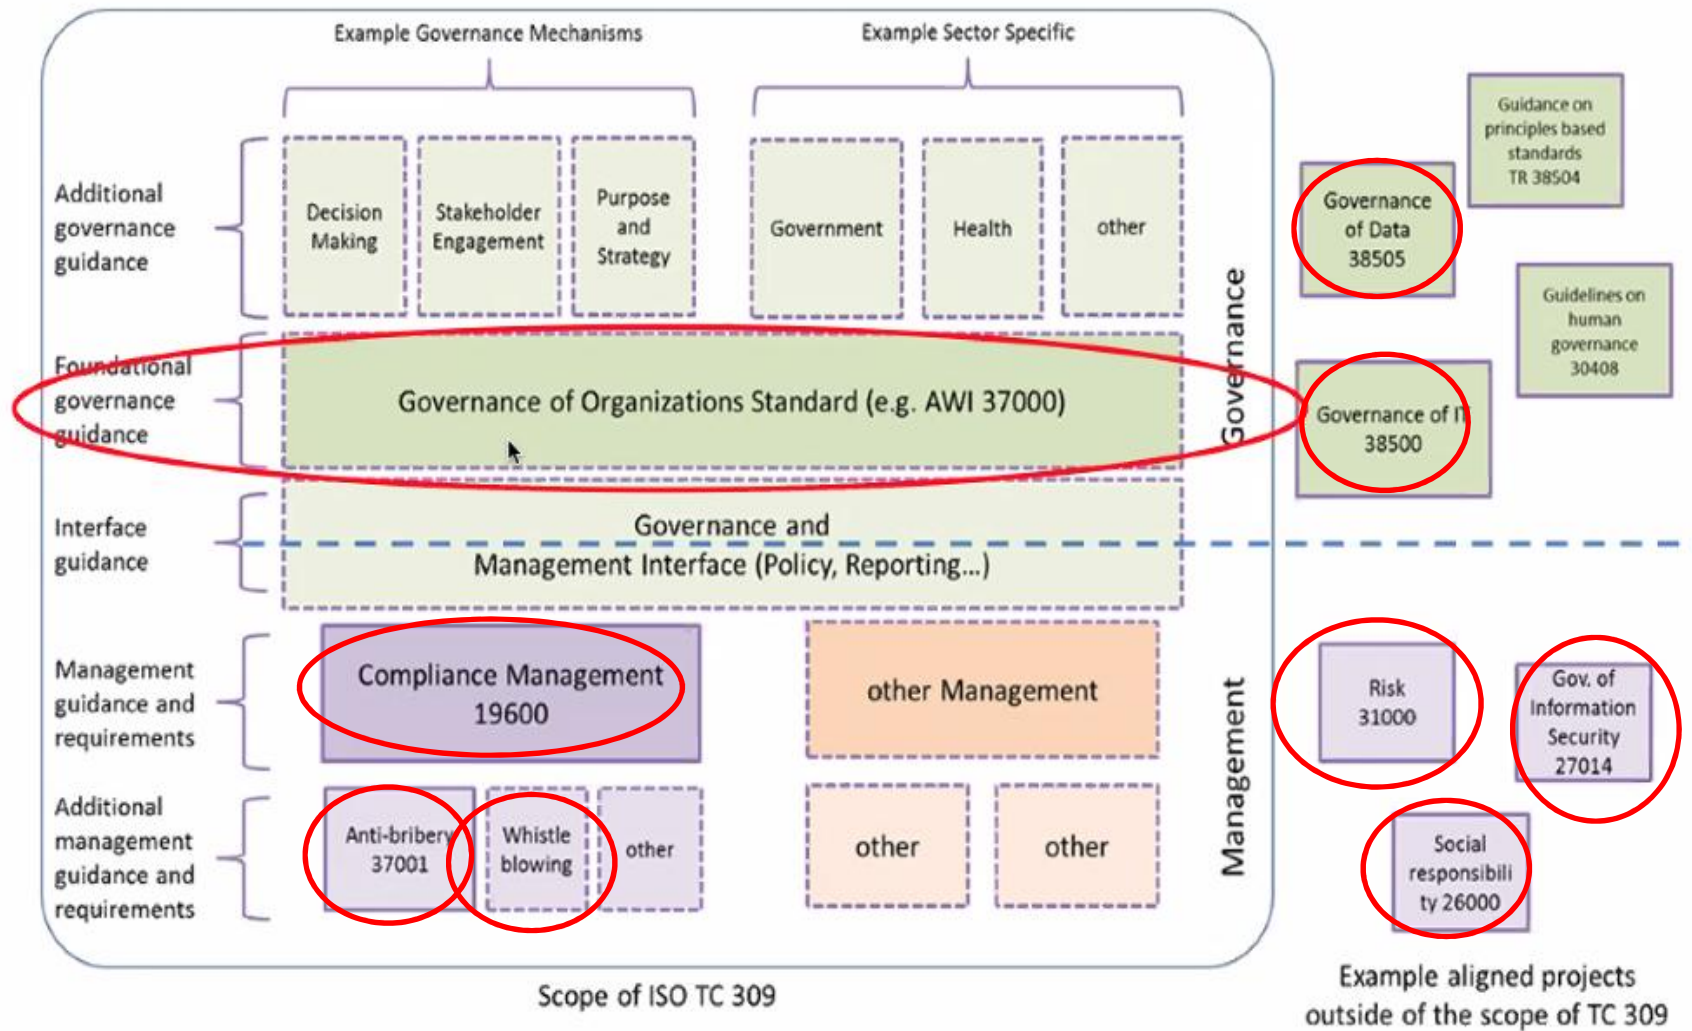 Example Governance Mechanisms
Example Sector Specific
Additional
governance
guidance
Decision
Making
Stakeholder
Engagement
Purpose
and
Strategy
Government
Health
other
Foundational
governance
guidance
Governance of Organizations Standard (e.g. AWI 37000)
Interface
guidance
Governance and
Management Interface (Policy, Reporting...)
Management
guidance and
requirements
Compliance Management
19600
other Management
Additional
management
guidance and
requirements
Anti-bribery
37001
Whistle
blowing
other
other
other
Governance
Management
Scope of ISO TC 309
Guidance on
principles based
standards
TR 38504
Governance
of Data
38505
Guidelines on
human
governance
30408
Governance of IT
38500
Risk
31000
Gov. of
Information
Security
27014
Social
responsibili
ty 26000
Example aligned projects
outside of the scope of TC 309